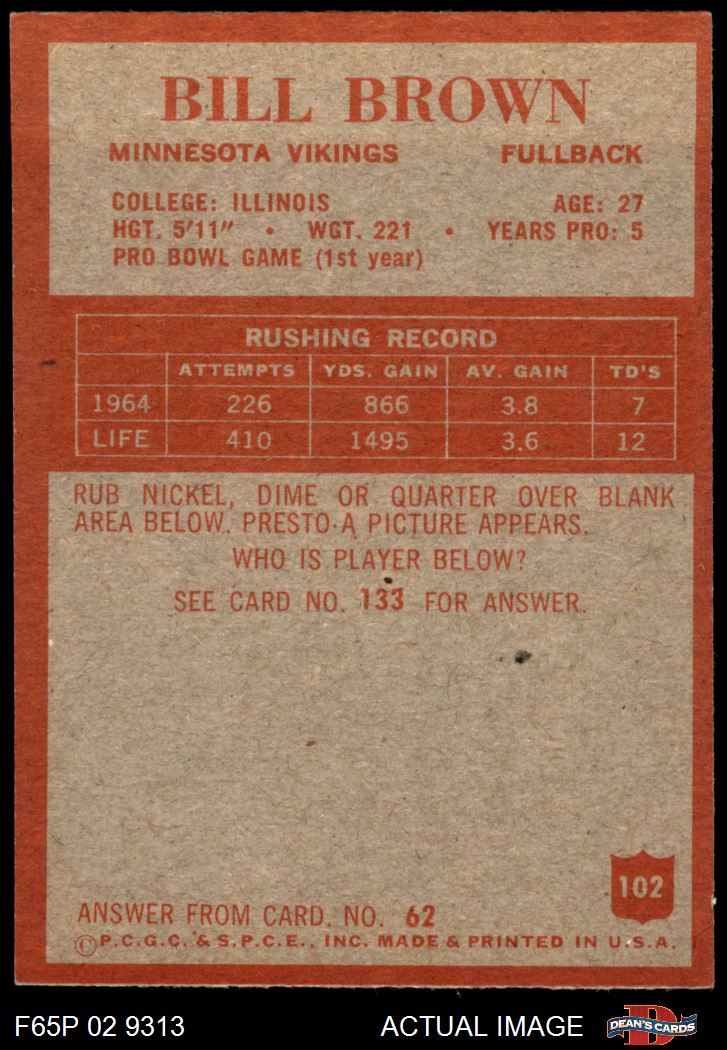 BILL BROWN
MINNESOTA VIKINGS FULLBACK
COLLEGE: ILLINOIS AGE: 27
HGT. 5'11" • WGT. 221 • YEARS PRO: 5
PRO BOWL GAME (1st year)
RUSHING RECORD
ATTEMPTS YDS. GAIN AV. GAIN TD'S
1964 226 866 3.8 7
LIFE 410 1495 3.6 12
RUB NICKEL, DIME OR QUARTER OVER BLANK
AREA BELOW. PRESTO-A PICTURE APPEARS.
WHO IS PLAYER BELOW?
SEE CARD NO. 133 FOR ANSWER.
102
ANSWER FROM CARD. NO. 62
©P.C.G.C. & S.P.C.E., INC. MADE & PRINTED IN U.S.A.
F65P 02 9313 ACTUAL IMAGE D DEAN'S CARDS